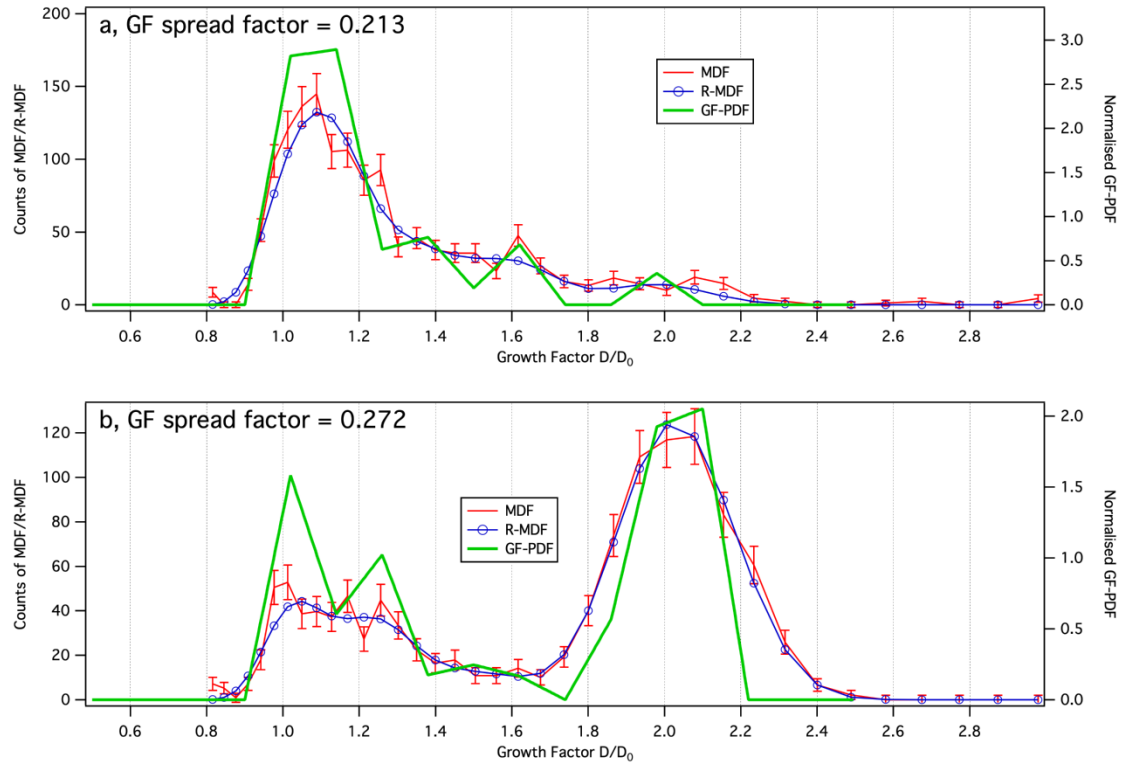 a, GF spread factor = 0.213
200
150
100
50
0
Counts of MDF/R-MDF
3.0
2.5
2.0
1.5
1.0
0.5
0.0
Normalised GF-PDF
MDF
R-MDF
GF-PDF
0.6 0.8 1.0 1.2 1.4 1.6 1.8 2.0 2.2 2.4 2.6 2.8
Growth Factor D/D0
b, GF spread factor = 0.272
120
100
80
60
40
20
0
Counts of MDF/R-MDF
2.0
1.5
1.0
0.5
0.0
Normalised GF-PDF
MDF
R-MDF
GF-PDF
0.6 0.8 1.0 1.2 1.4 1.6 1.8 2.0 2.2 2.4 2.6 2.8
Growth Factor D/D0